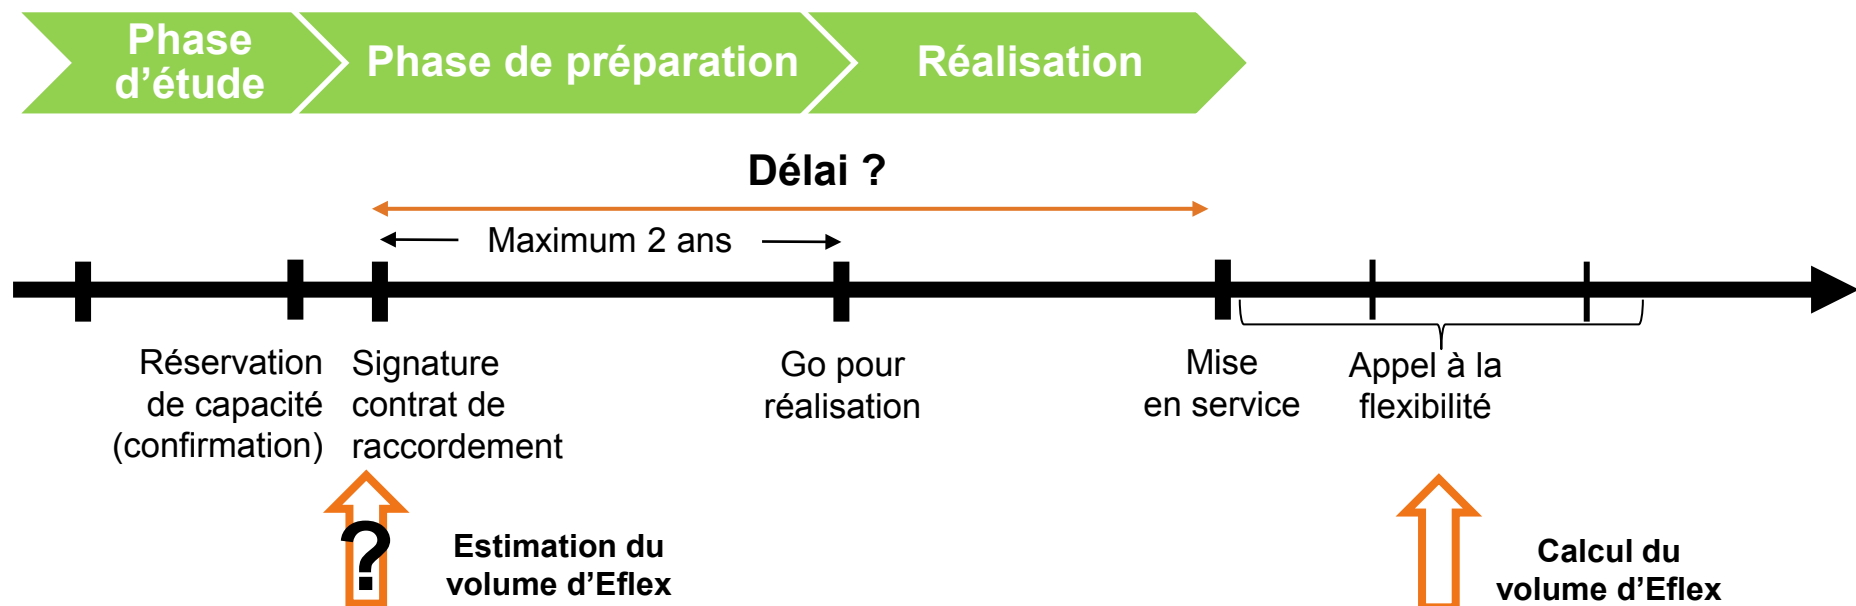 Phase
d’étude
Phase de préparation
Réalisation
Délai ?
Maximum 2 ans
Réservation
de capacité
(confirmation)
Signature
contrat de
raccordement
Go pour
réalisation
Mise
en service
Appel à la
flexibilité
?
Estimation du
volume d’Eflex
Calcul du
volume d’Eflex